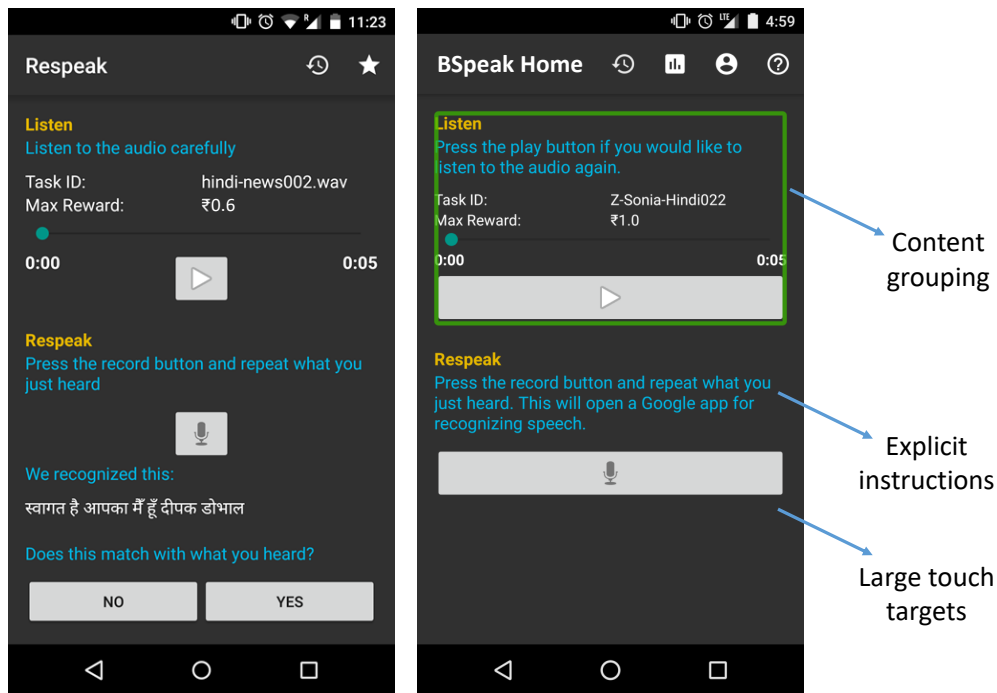 11:23
Respeak
Listen
Listen to the audio carefully
Task ID: hindi-news002.wav
Max Reward: ₹0.6
0:00 0:05
Respeak
Press the record button and repeat what you
just heard
We recognized this:
स्वागत है आपका मैँ हूँ दीपक डोभाल
Does this match with what you heard?
NO YES
LTE 4:59
BSpeak Home
Listen
Press the play button if you would like to
listen to the audio again.
Task ID: Z-Sonia-Hindi022
Max Reward: ₹1.0
0:00 0:05
Respeak
Press the record button and repeat what you
just heard. This will open a Google app for
recognizing speech.
Content
grouping
Explicit
instructions
Large touch
targets